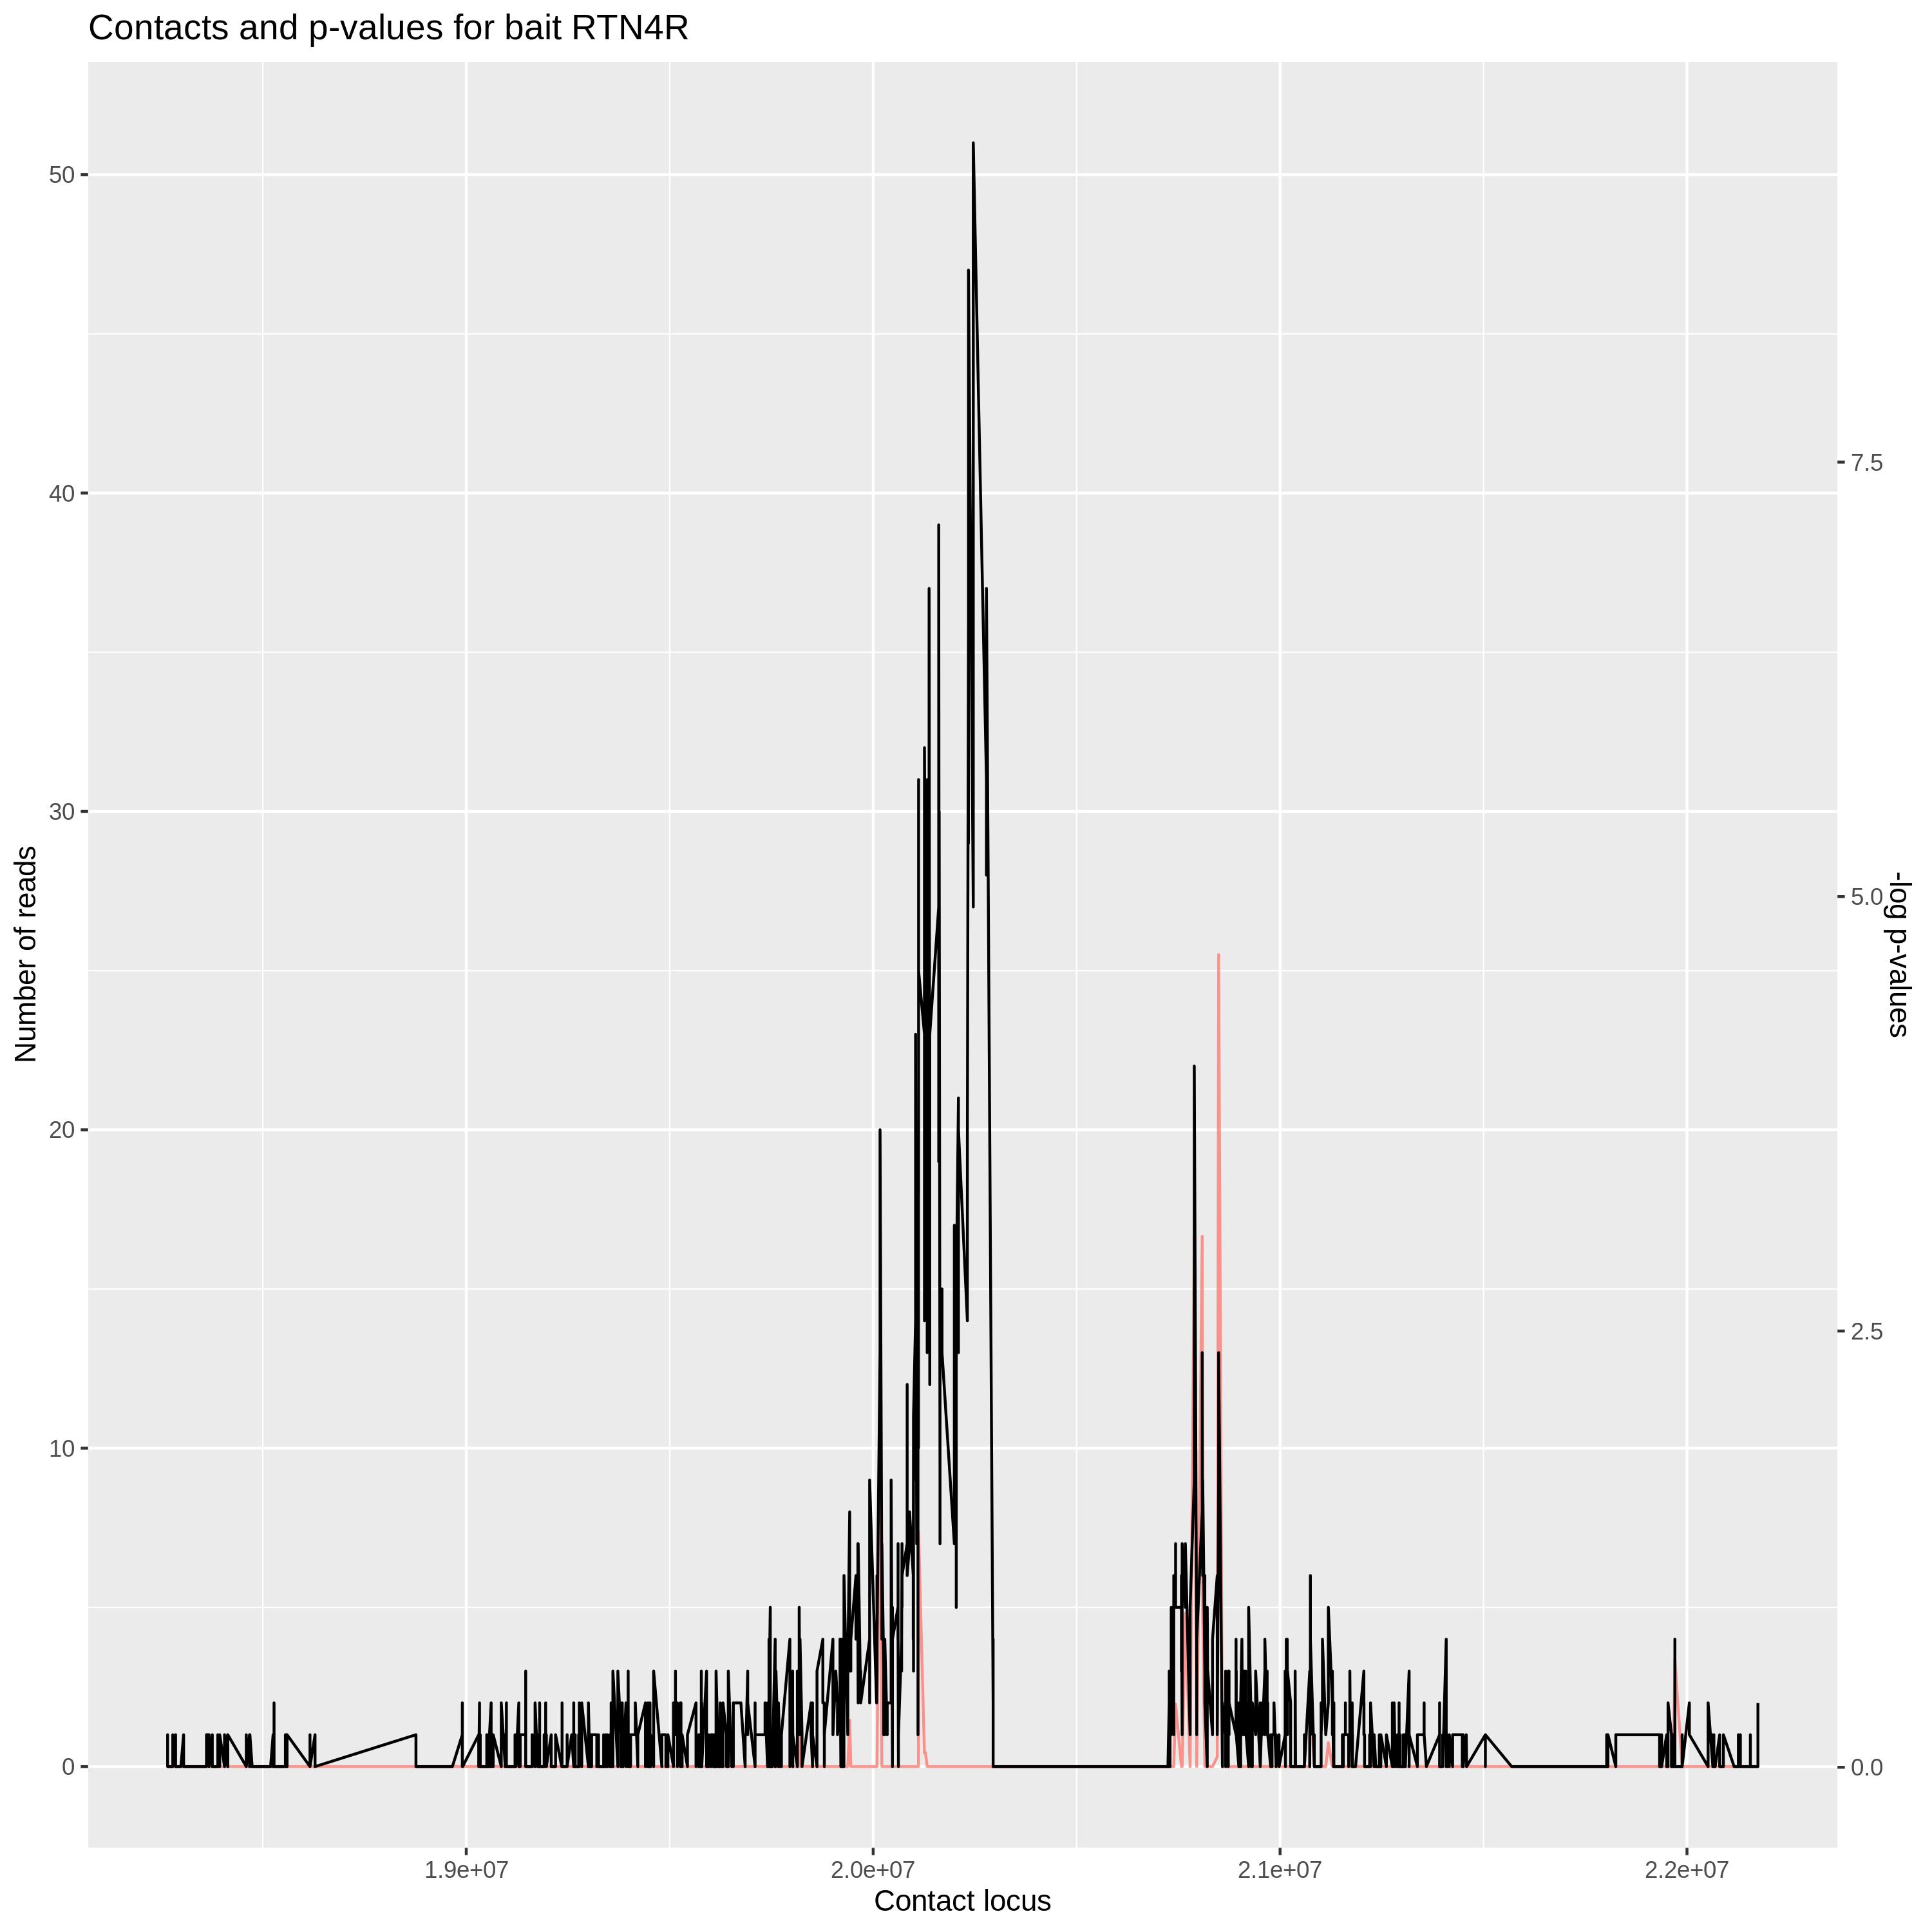 Contacts and p-values for bait RTN4R
50
40
30
20
10
0
Number of reads
7.5
5.0
2.5
0.0
-log p-values
1.9e+07
2.0e+07
2.1e+07
2.2e+07
Contact locus